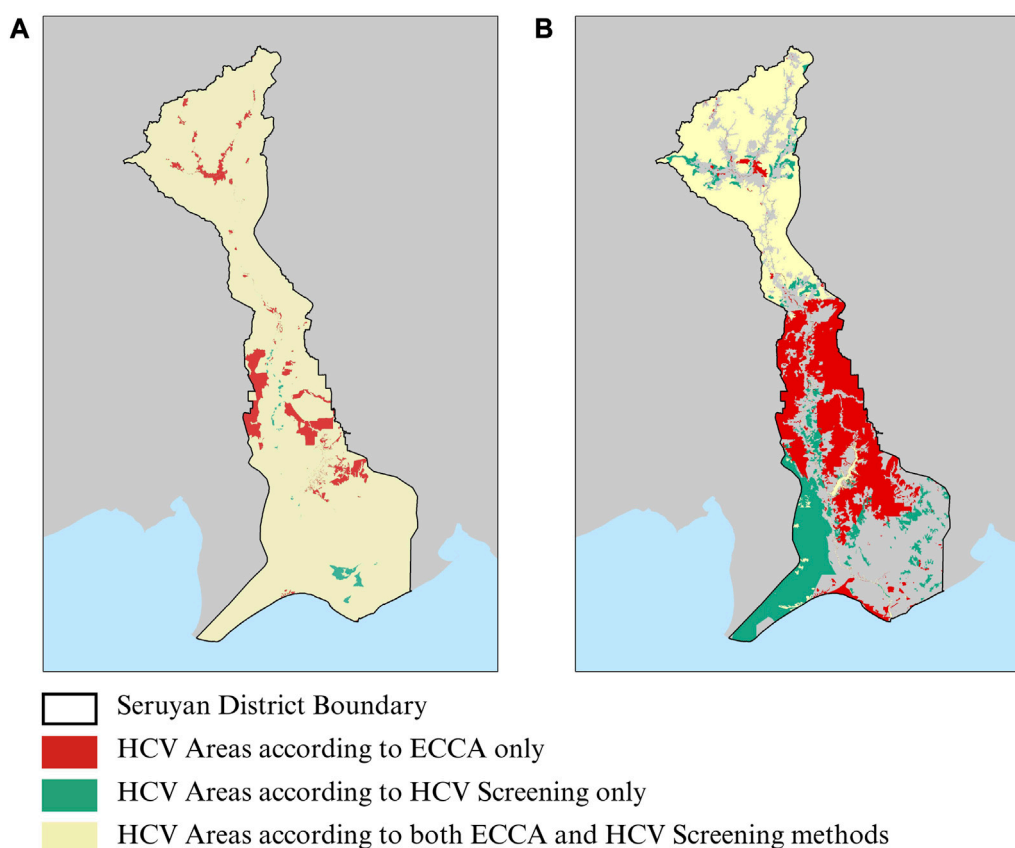 A
B
Seruyan District Boundary
HCV Areas according to ECCA only
HCV Areas according to HCV Screening only
HCV Areas according to both ECCA and HCV Screening methods